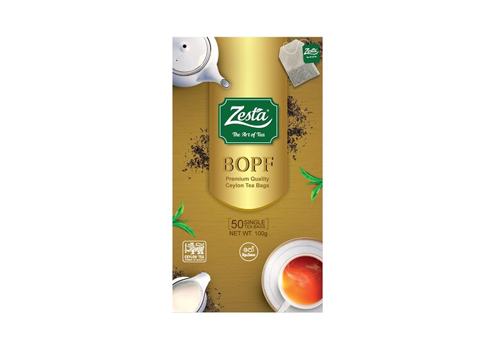 Zesta
Zesta®
The Art of Tea
BOPF
Premium Quality
Ceylon Tea Bags
50 SINGLE
TEA BAGS
NET WT. 100g
CEYLON TEA